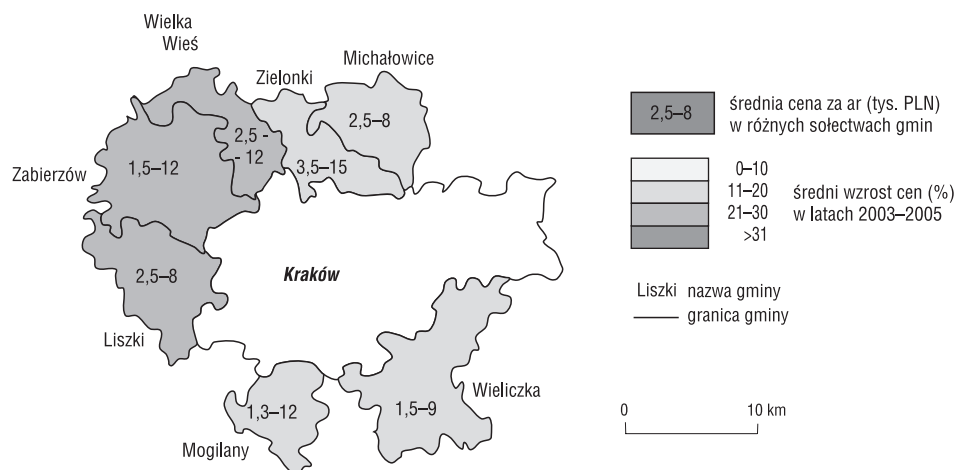 Wielka
Wieś
Zielonki
Michałowice
2,5–8
2,5 -
- 12
1,5–12
3,5–15
Zabierzów
2,5–8
Kraków
Liszki
1,3–12
1,5–9
Wieliczka
Mogilany
2,5–8
średnia cena za ar (tys. PLN)
w różnych sołectwach gmin
0–10
11–20
21–30
>31
średni wzrost cen (%)
w latach 2003–2005
Liszki nazwa gminy
granica gminy
0 10 km